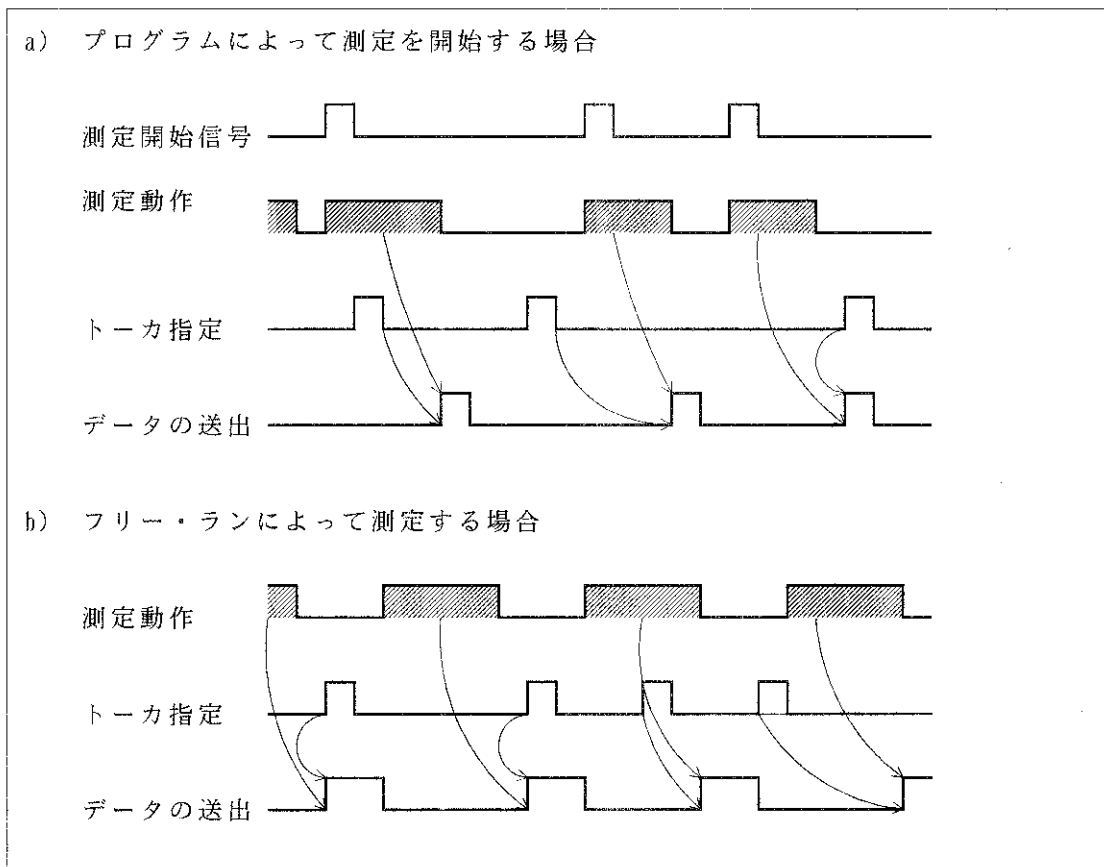 a) プログラムによって測定を開始する場合
測定開始信号
測定動作
トーカ指定
データの送出
b) フリー・ランによって測定する場合
測定動作
トーカ指定
データの送出